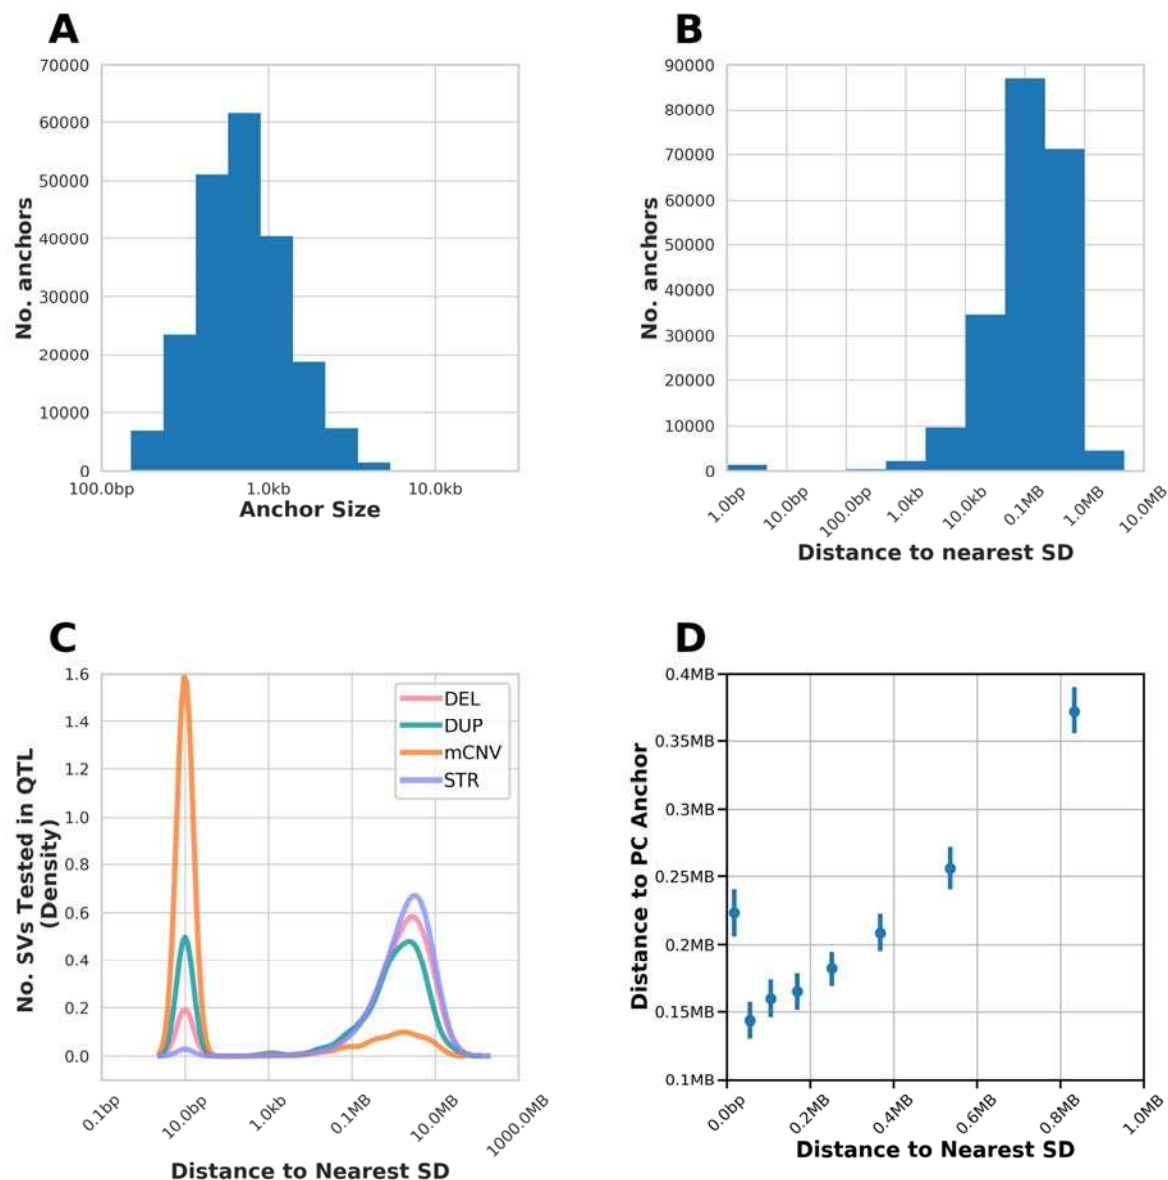 A
70000
60000
50000
40000
30000
20000
10000
0
No. anchors
100.0bp
1.0kb
10.0kb
Anchor Size
B
90000
80000
70000
60000
50000
40000
30000
20000
10000
0
No. anchors
1.0bp
10.0bp
100.0bp
1.0kb
10.0kb
0.1MB
1.0MB
10.0MB
Distance to nearest SD
C
1.6
1.4
1.2
1.0
0.8
0.6
0.4
0.2
0.0
No. SVs Tested in QTL
(Density)
DEL
DUP
mCNV
STR
0.1bp
10.0bp
1.0kb
0.1MB
10.0MB
1000.0MB
Distance to Nearest SD
D
0.4MB
0.35MB
0.3MB
0.25MB
0.2MB
0.15MB
0.1MB
Distance to PC Anchor
0.0bp
0.2MB
0.4MB
0.6MB
0.8MB
1.0MB
Distance to Nearest SD